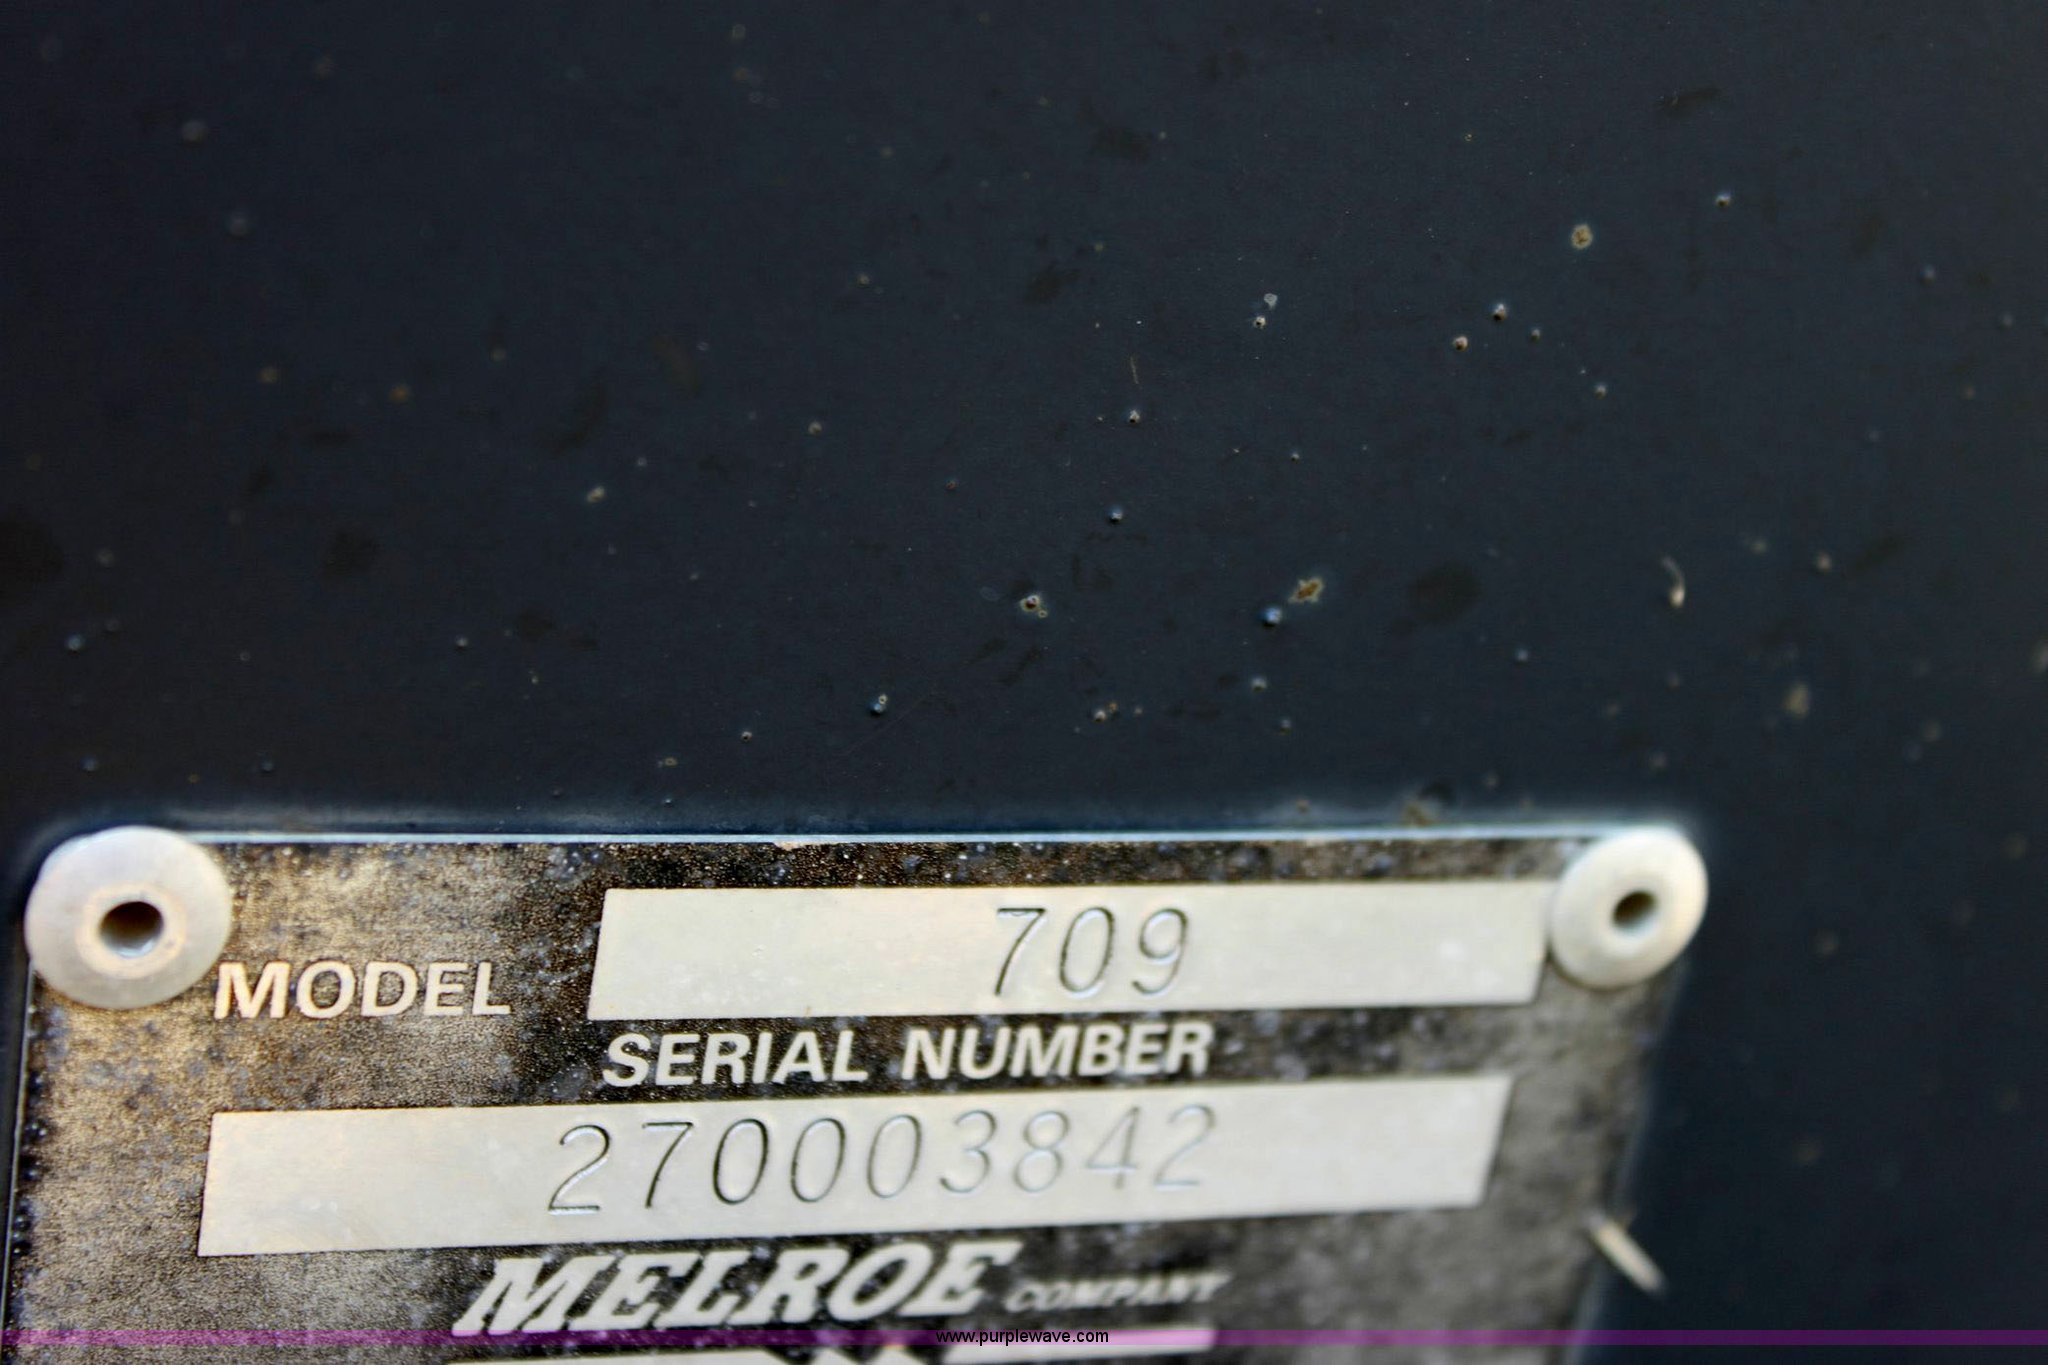 MODEL 709
SERIAL NUMBER
270003842
MELROE COMPANY
www.purplewave.com